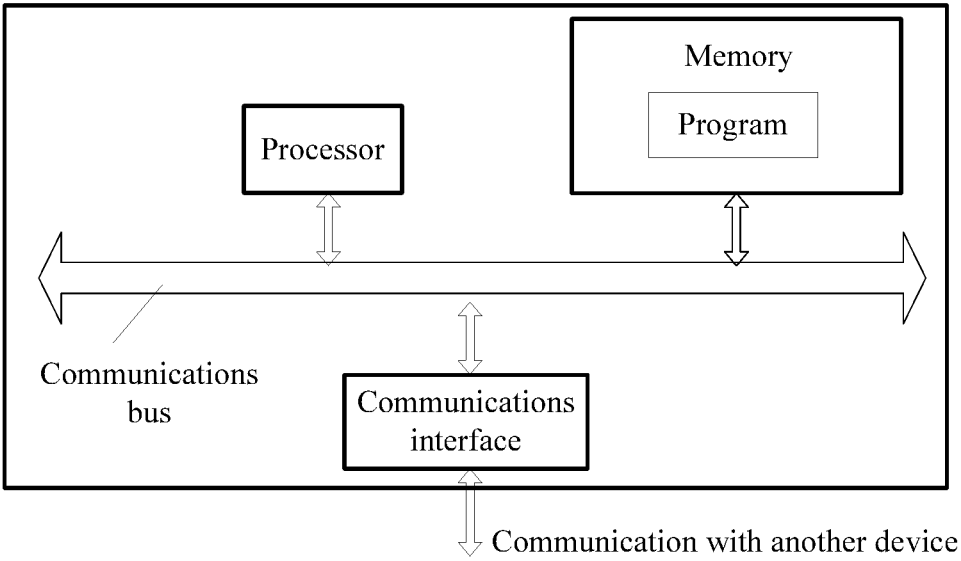 Memory
Program
Processor
Communications
bus
Communications
interface
Communication with another device